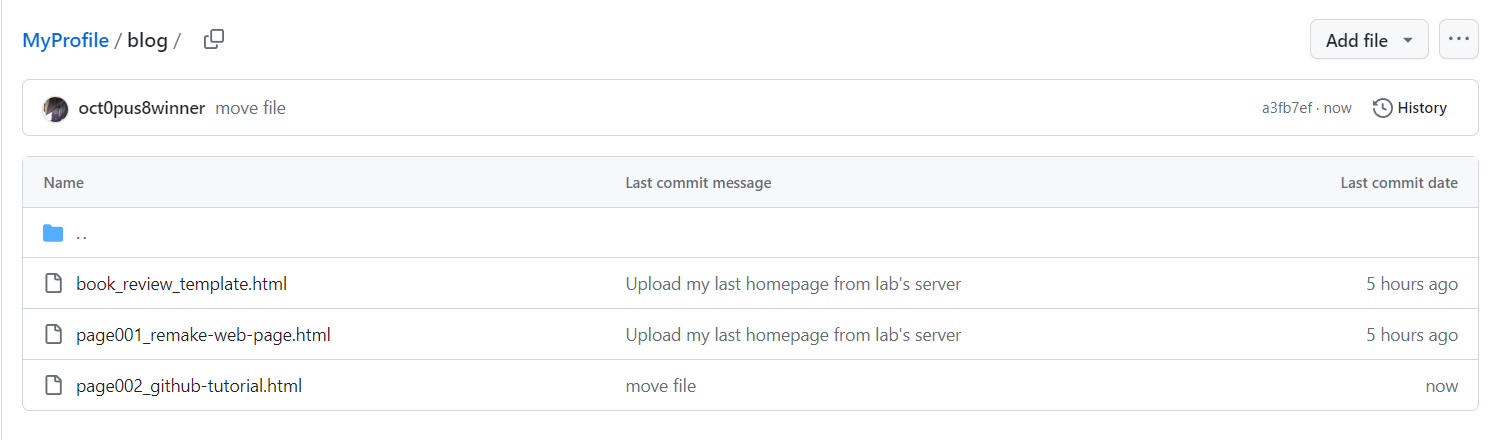 MyProfile / blog /
Add file
oct0pus8winner move file
a3fb7ef · now
History
Name Last commit message Last commit date
..
book_review_template.html Upload my last homepage from lab's server 5 hours ago
page001_remake-web-page.html Upload my last homepage from lab's server 5 hours ago
page002_github-tutorial.html move file now